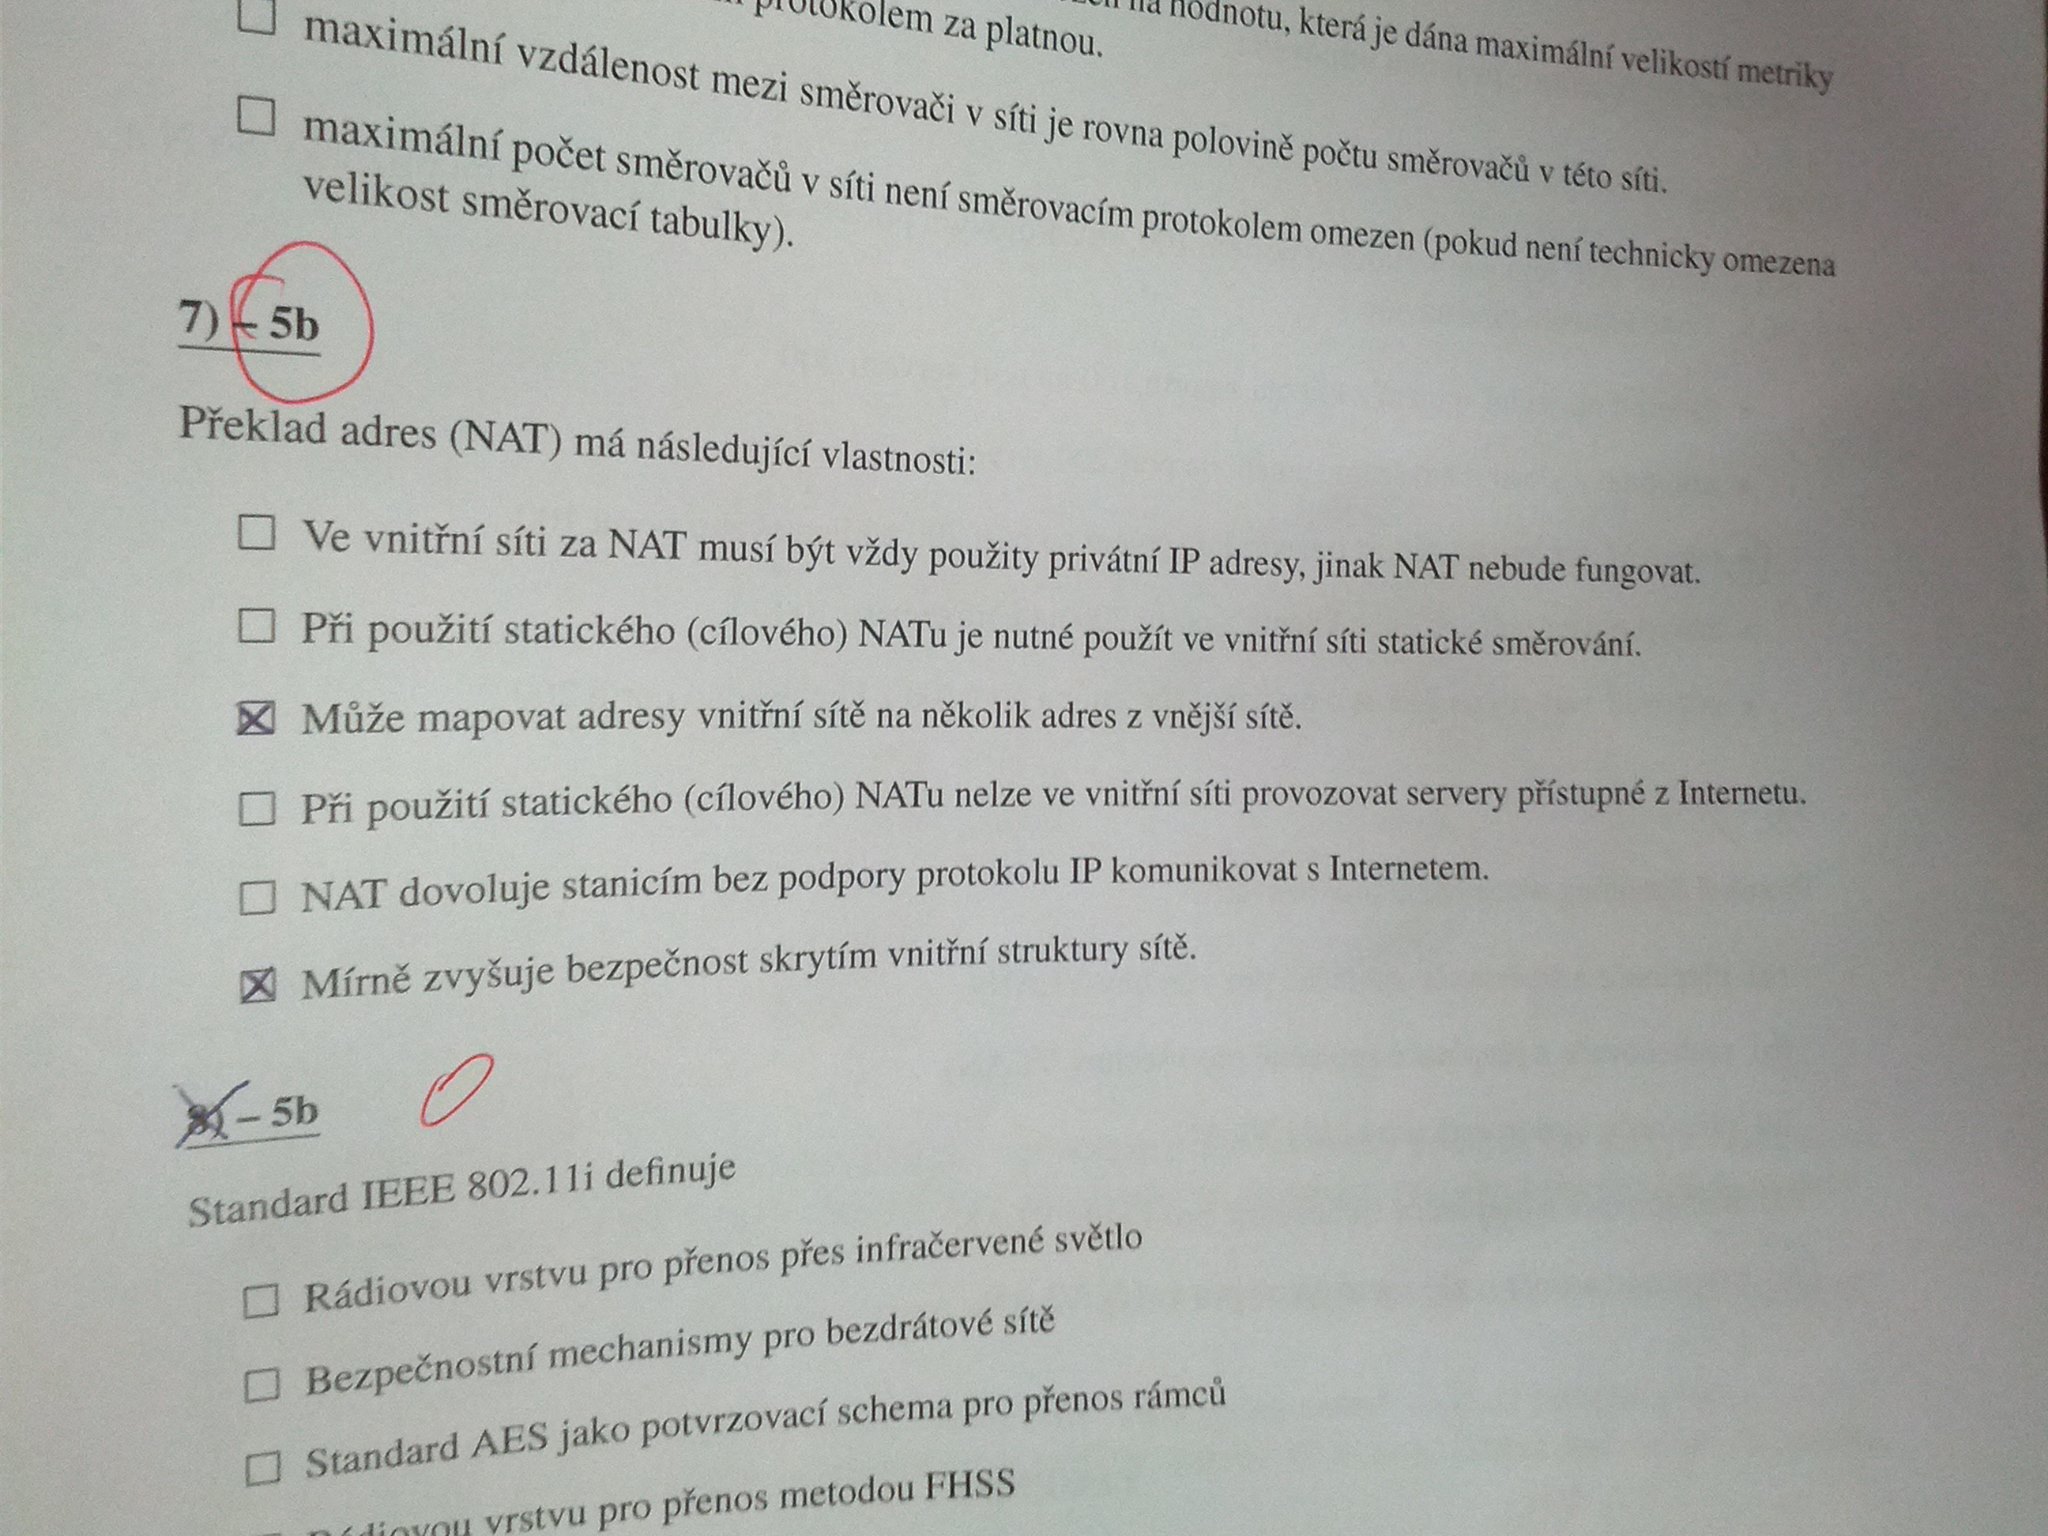 protokolem za platnou.
na hodnotu, která je dána maximální velikostí metriky
maximální vzdálenost mezi směrovači v síti je rovna polovině počtu směrovačů v této síti.
maximální počet směrovačů v síti není směrovacím protokolem omezen (pokud není technicky omezena
velikost směrovací tabulky).
7) – 5b
Překlad adres (NAT) má následující vlastnosti:
Ve vnitřní síti za NAT musí být vždy použity privátní IP adresy, jinak NAT nebude fungovat.
Při použití statického (cílového) NATu je nutné použít ve vnitřní síti statické směrování.
Může mapovat adresy vnitřní sítě na několik adres z vnější sítě.
Při použití statického (cílového) NATu nelze ve vnitřní síti provozovat servery přístupné z Internetu.
NAT dovoluje stanicím bez podpory protokolu IP komunikovat s Internetem.
Mírně zvyšuje bezpečnost skrytím vnitřní struktury sítě.
8) – 5b
Standard IEEE 802.11i definuje
Rádiovou vrstvu pro přenos přes infračervené světlo
Bezpečnostní mechanismy pro bezdrátové sítě
Standard AES jako potvrzovací schema pro přenos rámců
Rádiovou vrstvu pro přenos metodou FHSS